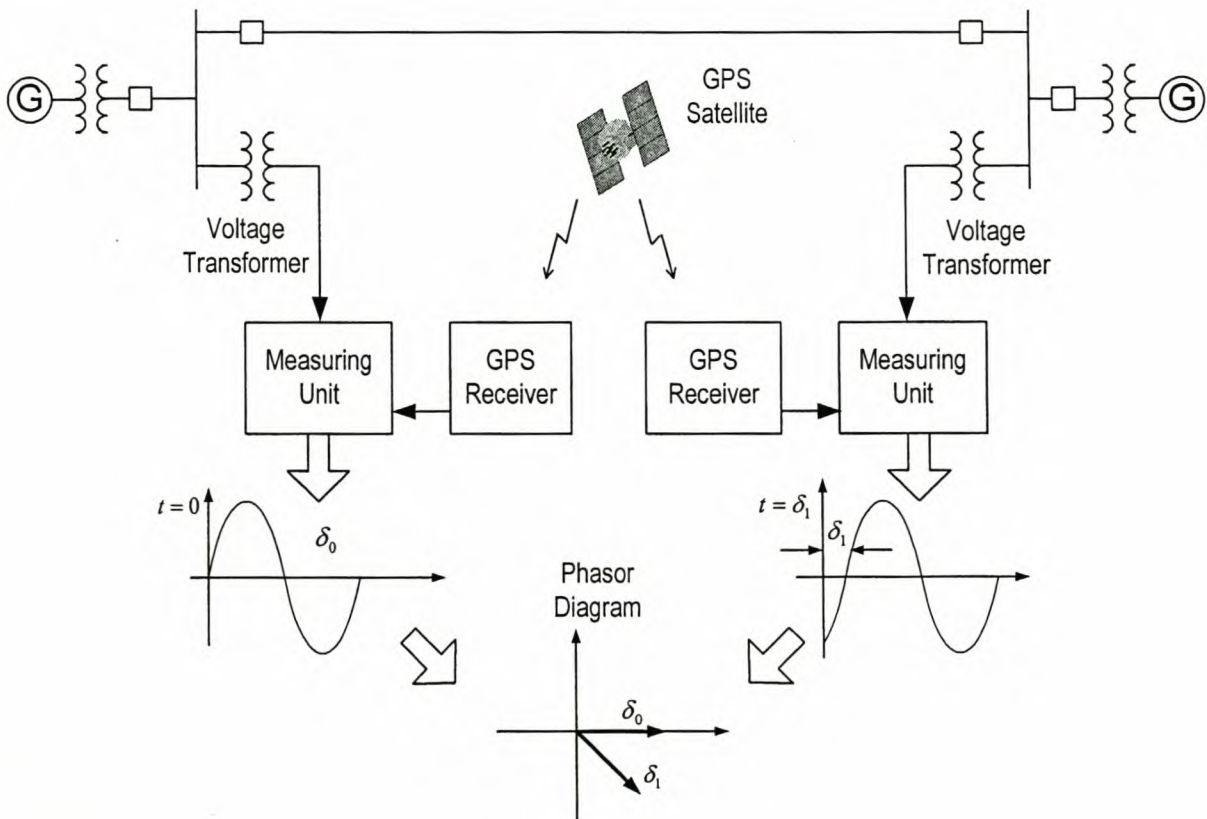 G
GPS
Satellite
G
Voltage
Transformer
Voltage
Transformer
Measuring
Unit
GPS
Receiver
GPS
Receiver
Measuring
Unit
t = 0
δ₀
t = δ₁
δ₁
Phasor
Diagram
δ₀
δ₁